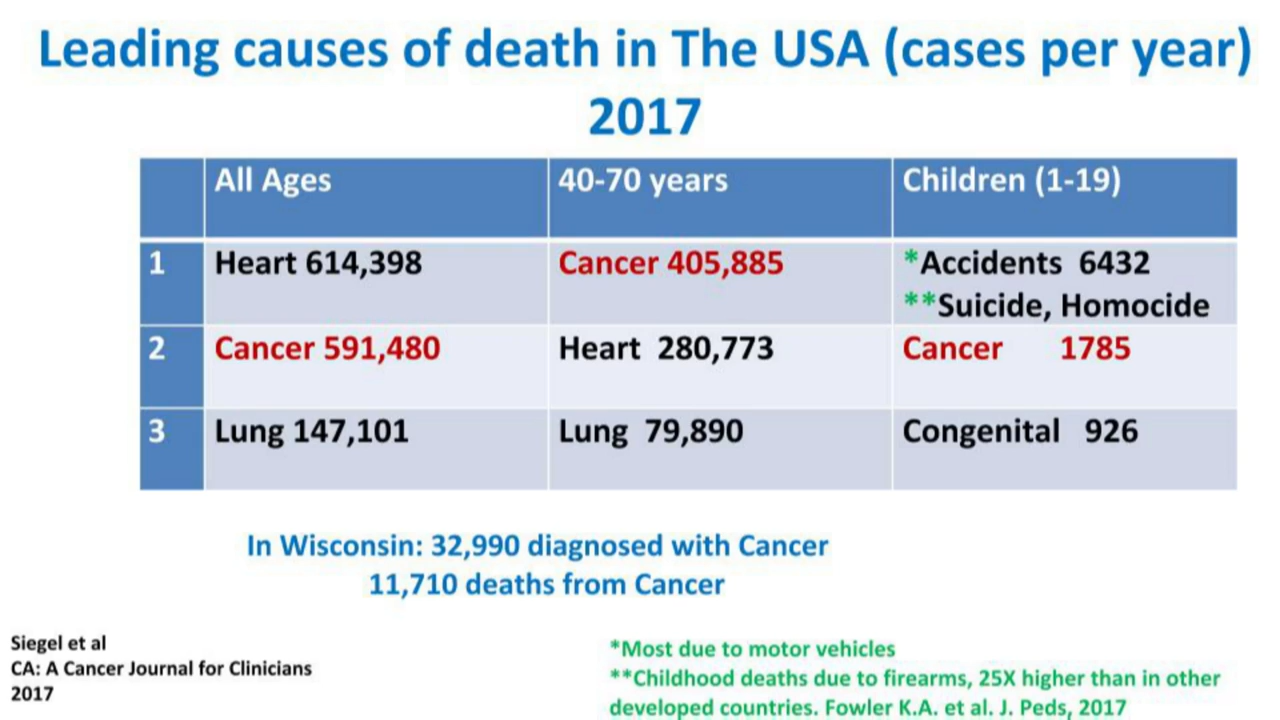 Leading causes of death in The USA (cases per year)
2017
All Ages 40-70 years Children (1-19)
1 Heart 614,398 Cancer 405,885 *Accidents 6432
**Suicide, Homocide
2 Cancer 591,480 Heart 280,773 Cancer 1785
3 Lung 147,101 Lung 79,890 Congenital 926
In Wisconsin: 32,990 diagnosed with Cancer
11,710 deaths from Cancer
Siegel et al
CA: A Cancer Journal for Clinicians
2017
*Most due to motor vehicles
**Childhood deaths due to firearms, 25X higher than in other
developed countries. Fowler K.A. et al. J. Peds, 2017